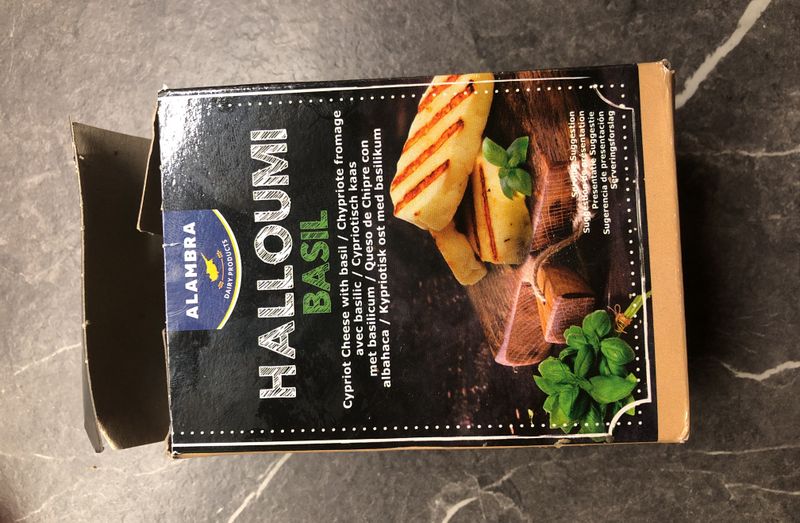 ALAMBRA
DAIRY PRODUCTS
HALLOUMI
BASIL
Cypriot Cheese with basil / Chypriote fromage
avec basilic / Cypriotisch kaas
met basilicum / Queso de Chipre con
albahaca / Kypriotisk ost med basilikum
Serving Suggestion
Suggestion de présentation
Presentatie Suggestie
Sugerencia de presentación
Serveringsforslag